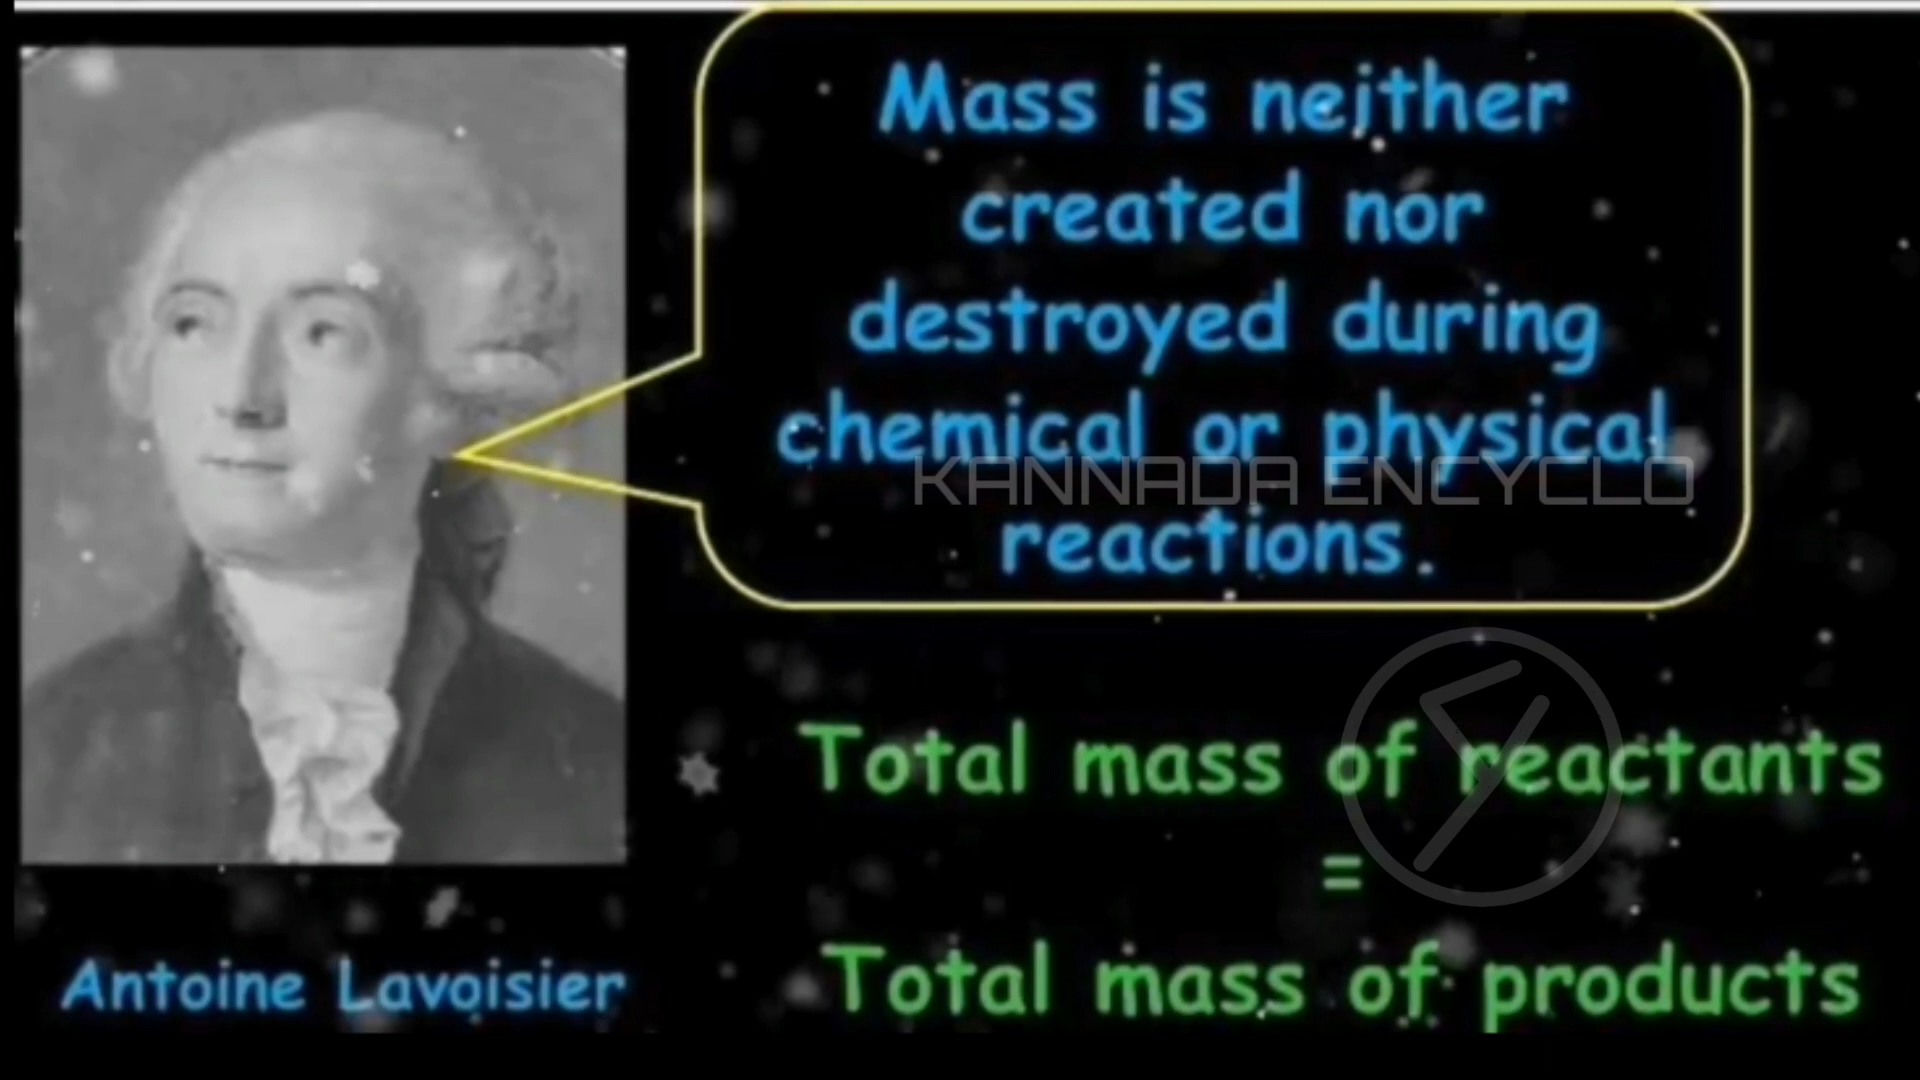 Mass is neither
created nor
destroyed during
chemical or physical
KANNADA ENCYCLO
reactions.
Total mass of reactants
=
Total mass of products
Antoine Lavoisier